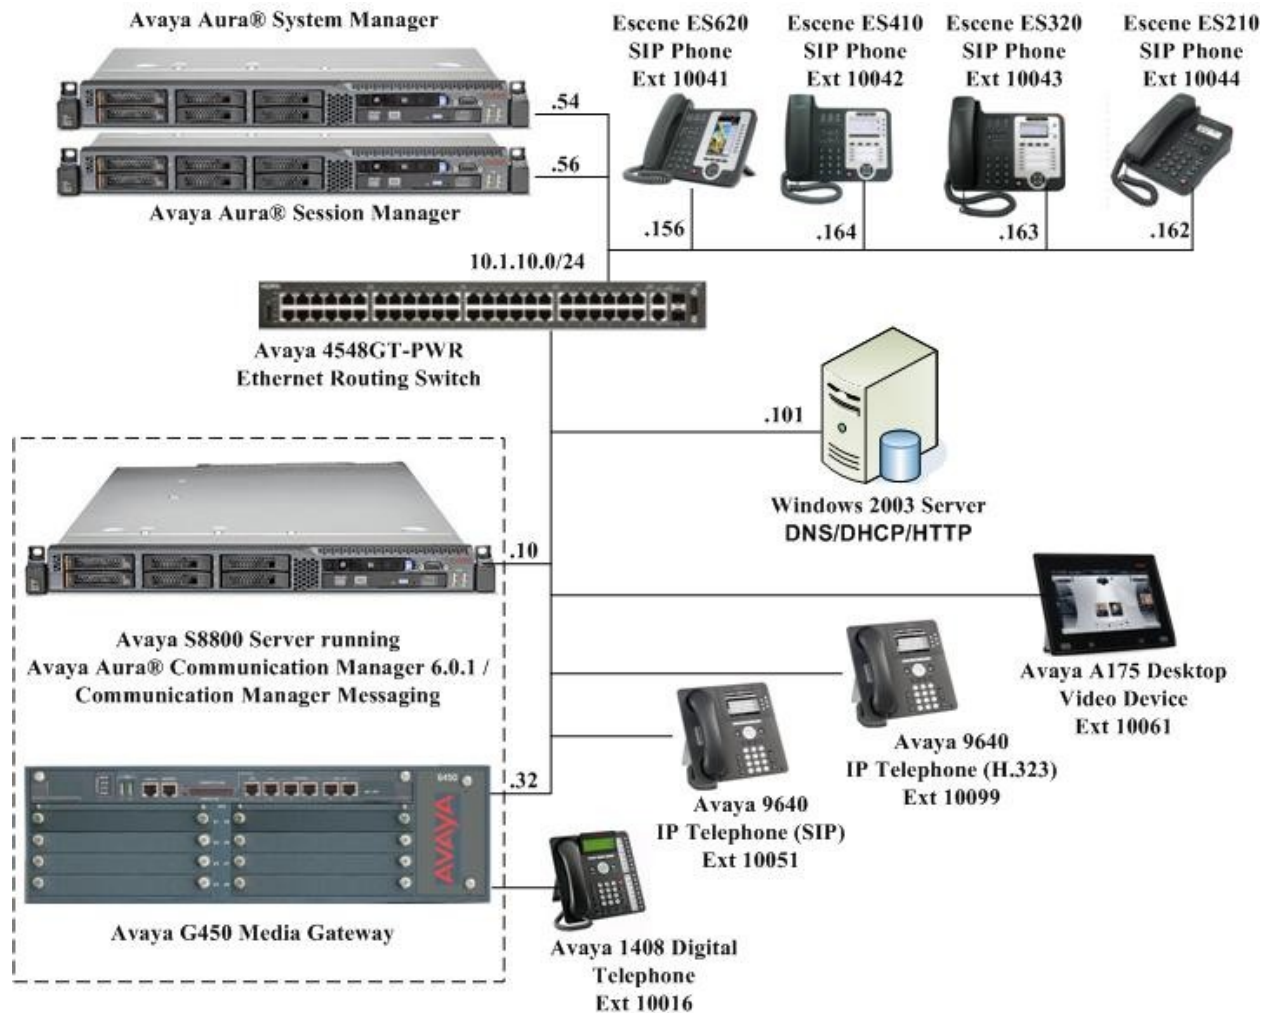 Avaya Aura® System Manager
.54
.56
Avaya Aura® Session Manager
Escene ES620
SIP Phone
Ext 10041
Escene ES410
SIP Phone
Ext 10042
Escene ES320
SIP Phone
Ext 10043
Escene ES210
SIP Phone
Ext 10044
.156
.164
.163
.162
10.1.10.0/24
Avaya 4548GT-PWR
Ethernet Routing Switch
.101
Windows 2003 Server
DNS/DHCP/HTTP
.10
Avaya S8800 Server running
Avaya Aura® Communication Manager 6.0.1 /
Communication Manager Messaging
Avaya A175 Desktop
Video Device
Ext 10061
Avaya 9640
IP Telephone (H.323)
Ext 10099
Avaya 9640
IP Telephone (SIP)
Ext 10051
.32
G450
AVAYA
Avaya G450 Media Gateway
Avaya 1408 Digital
Telephone
Ext 10016